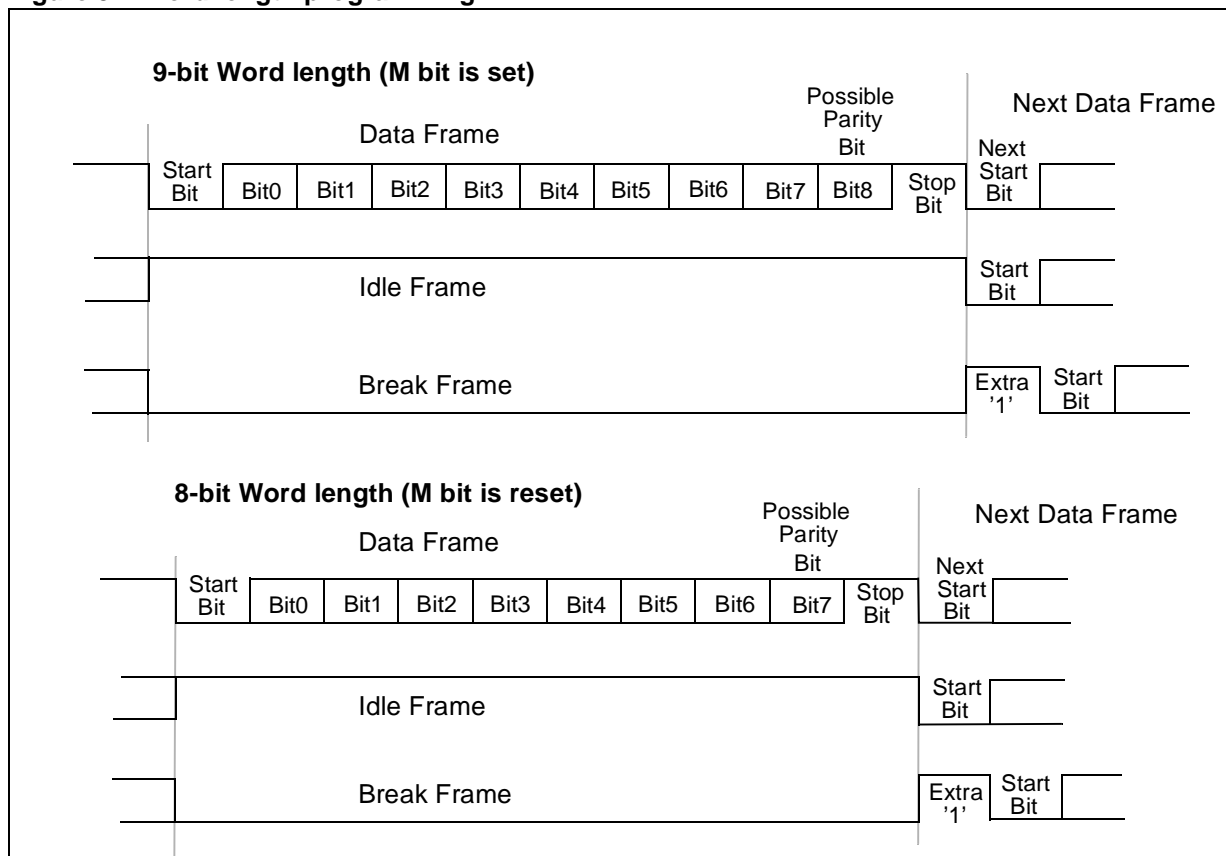 9-bit Word length (M bit is set)
Possible
Parity
Bit
Next Data Frame
Data Frame
Start
Bit
Bit0
Bit1
Bit2
Bit3
Bit4
Bit5
Bit6
Bit7
Bit8
Stop
Bit
Next
Start
Bit
Idle Frame
Start
Bit
Break Frame
Extra
’1’
Start
Bit
8-bit Word length (M bit is reset)
Possible
Parity
Bit
Next Data Frame
Data Frame
Start
Bit
Bit0
Bit1
Bit2
Bit3
Bit4
Bit5
Bit6
Bit7
Stop
Bit
Next
Start
Bit
Idle Frame
Start
Bit
Break Frame
Extra
’1’
Start
Bit